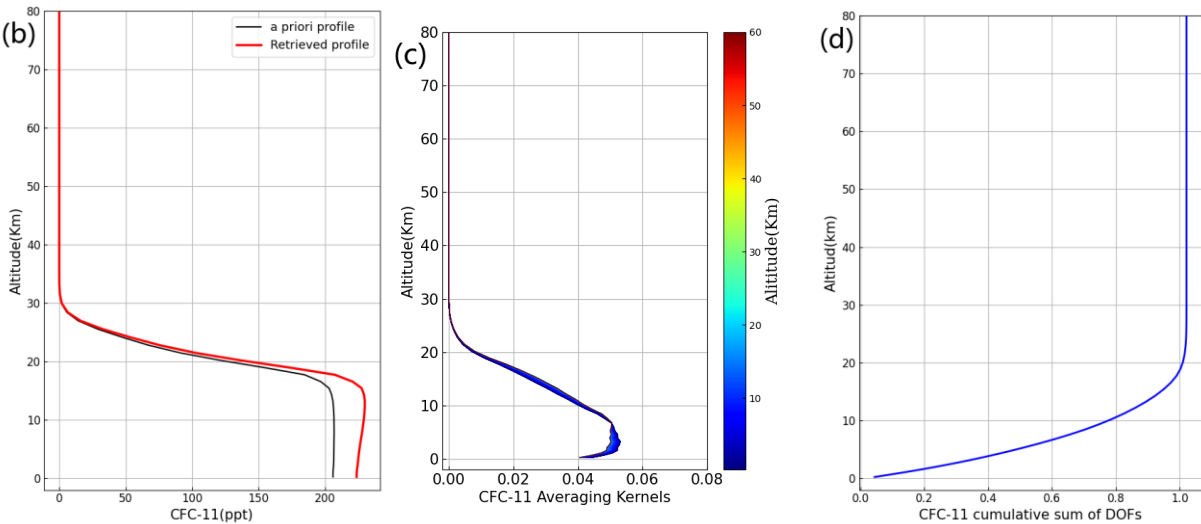 (b)
80
70
60
50
40
30
20
10
0
Altitude(Km)
a priori profile
Retrieved profile
0 50 100 150 200
CFC-11(ppt)
(c)
80
70
60
50
40
30
20
10
0
Altitude(Km)
0.00 0.02 0.04 0.06 0.08
CFC-11 Averaging Kernels
60
50
40
30
20
10
Alititude(Km)
(d)
80
70
60
50
40
30
20
10
0
Altitud(km)
0.0 0.2 0.4 0.6 0.8 1.0
CFC-11 cumulative sum of DOFs